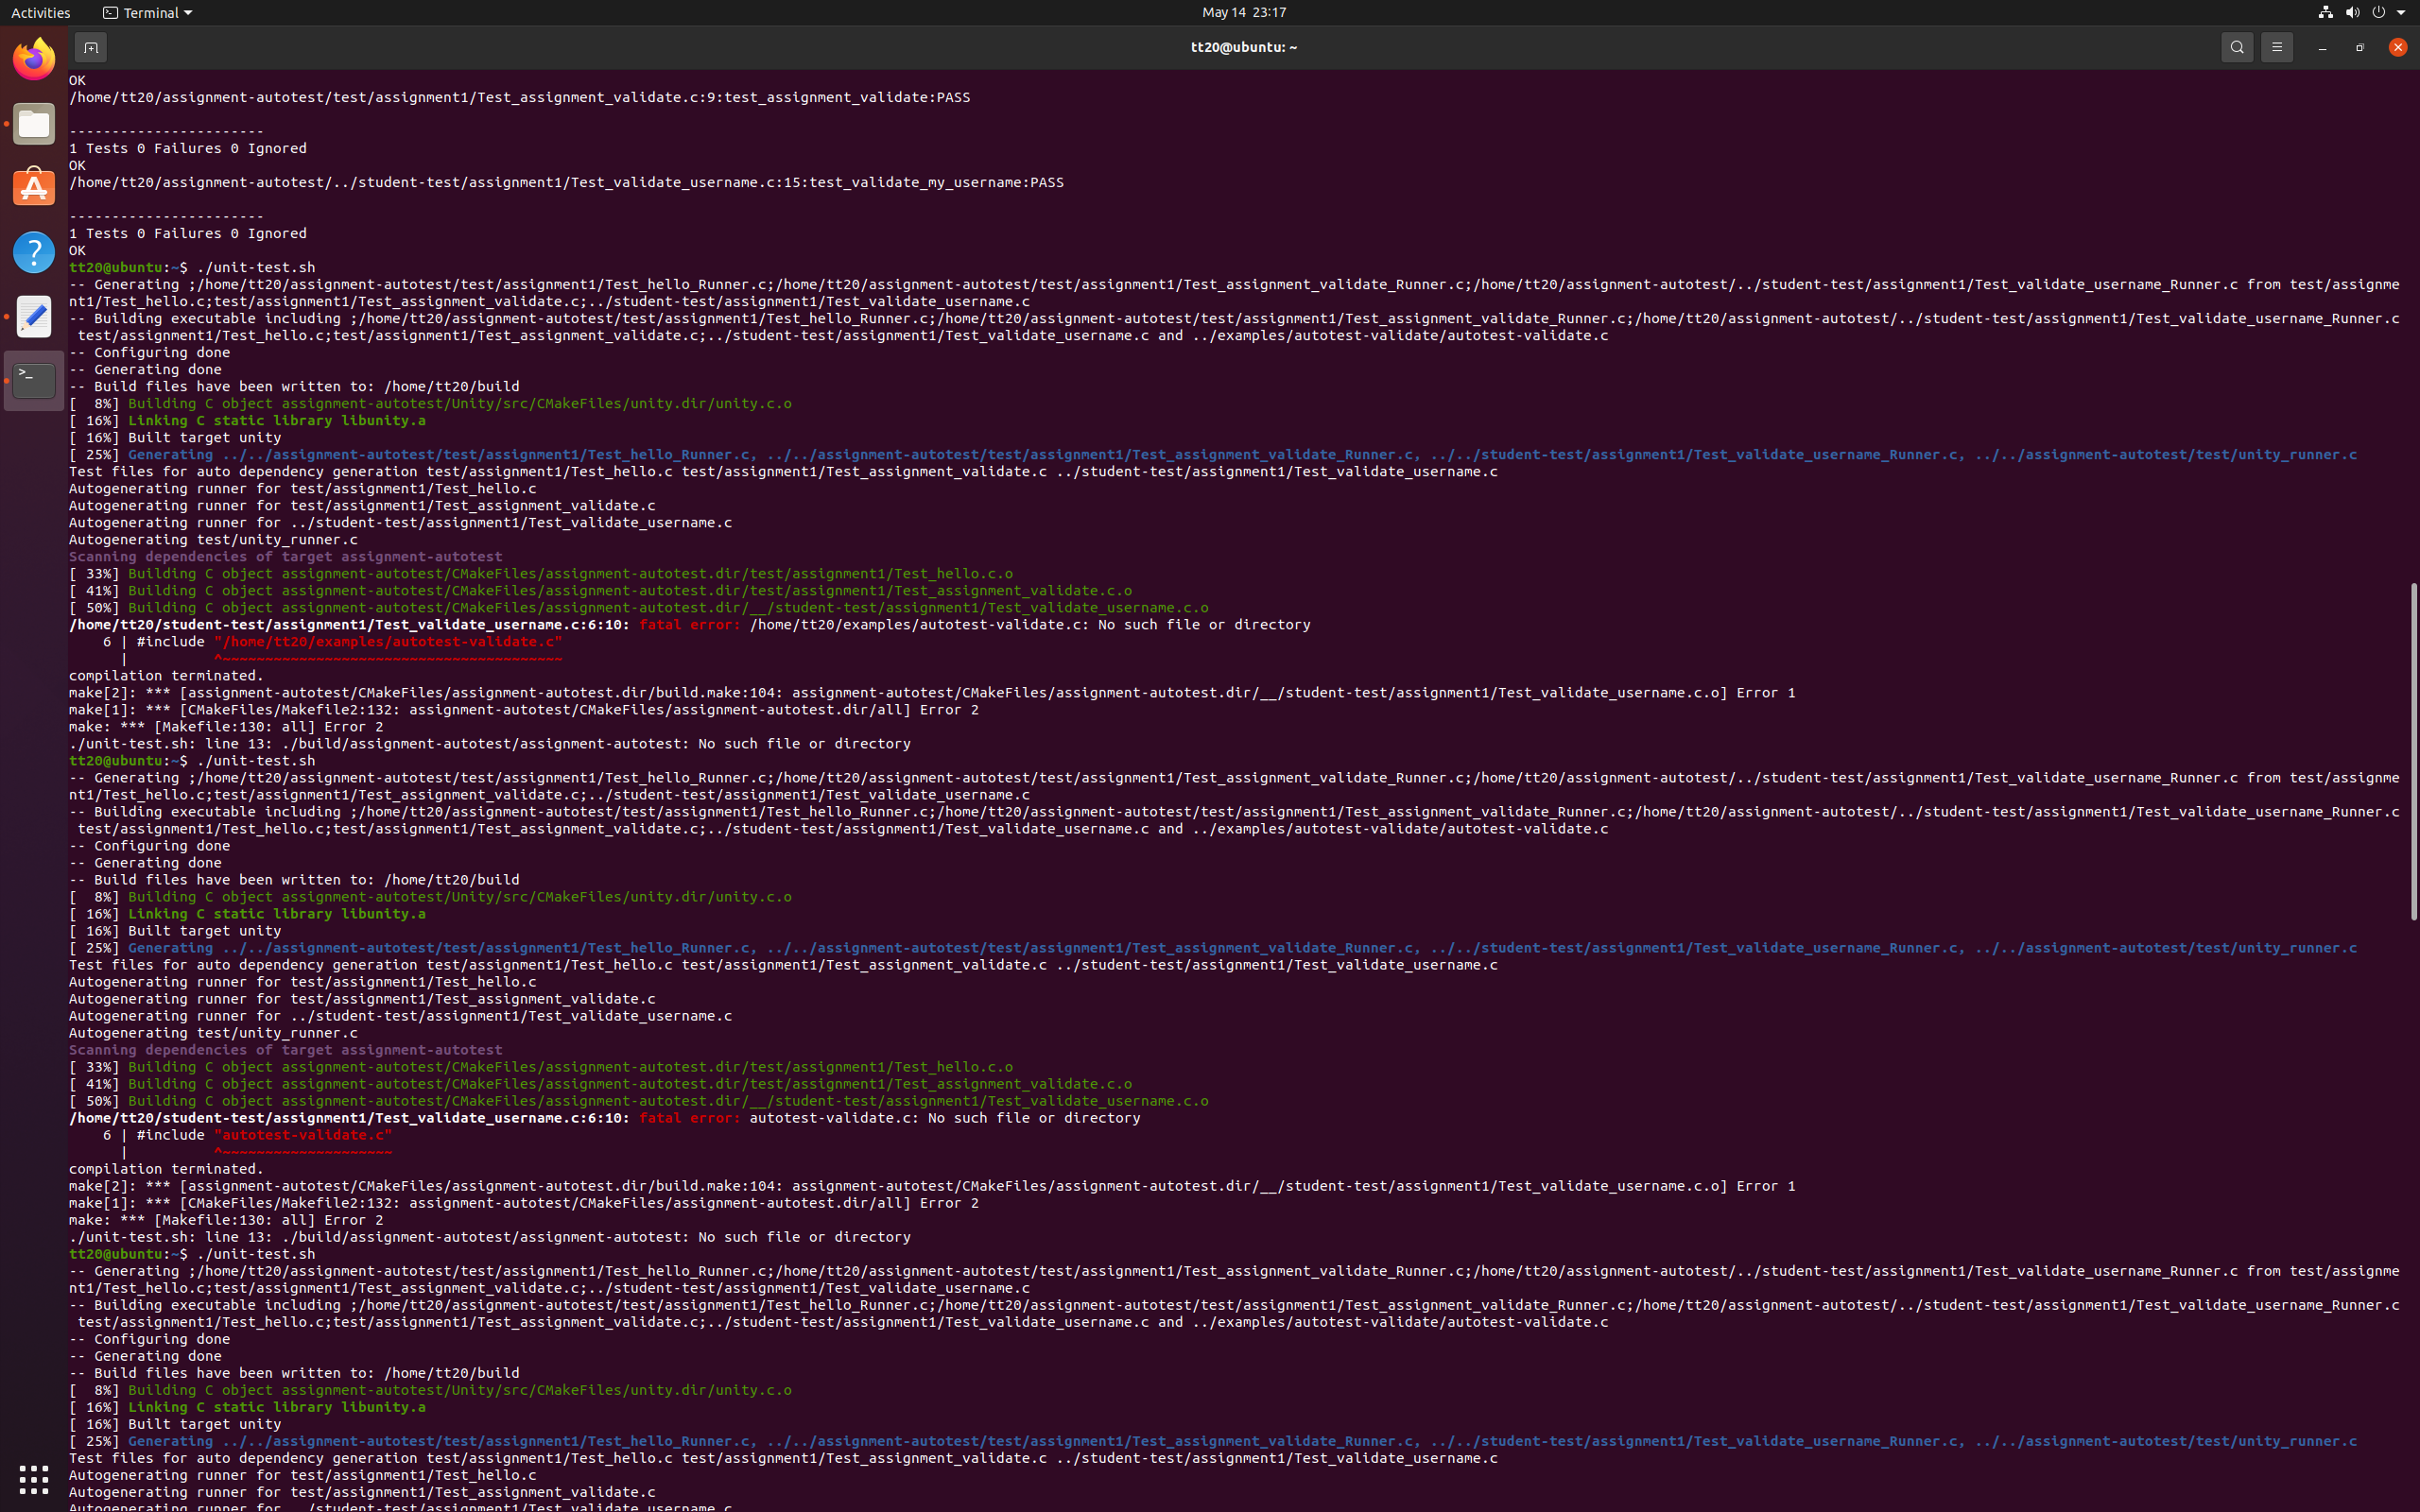 Activities
Terminal
May 14 23:17
tt20@ubuntu: ~
OK
/home/tt20/assignment-autotest/test/assignment1/Test_assignment_validate.c:9:test_assignment_validate:PASS
-----------------------
1 Tests 0 Failures 0 Ignored
OK
/home/tt20/assignment-autotest/../student-test/assignment1/Test_validate_username.c:15:test_validate_my_username:PASS
-----------------------
1 Tests 0 Failures 0 Ignored
OK
tt20@ubuntu:~$ ./unit-test.sh
-- Generating ;/home/tt20/assignment-autotest/test/assignment1/Test_hello_Runner.c;/home/tt20/assignment-autotest/test/assignment1/Test_assignment_validate_Runner.c;/home/tt20/assignment-autotest/../student-test/assignment1/Test_validate_username_Runner.c from test/assignme
nt1/Test_hello.c;test/assignment1/Test_assignment_validate.c;../student-test/assignment1/Test_validate_username.c
-- Building executable including ;/home/tt20/assignment-autotest/test/assignment1/Test_hello_Runner.c;/home/tt20/assignment-autotest/test/assignment1/Test_assignment_validate_Runner.c;/home/tt20/assignment-autotest/../student-test/assignment1/Test_validate_username_Runner.c
test/assignment1/Test_hello.c;test/assignment1/Test_assignment_validate.c;../student-test/assignment1/Test_validate_username.c and ../examples/autotest-validate/autotest-validate.c
-- Configuring done
-- Generating done
-- Build files have been written to: /home/tt20/build
[  8%] Building C object assignment-autotest/Unity/src/CMakeFiles/unity.dir/unity.c.o
[ 16%] Linking C static library libunity.a
[ 16%] Built target unity
[ 25%] Generating ../../assignment-autotest/test/assignment1/Test_hello_Runner.c, ../../assignment-autotest/test/assignment1/Test_assignment_validate_Runner.c, ../../student-test/assignment1/Test_validate_username_Runner.c, ../../assignment-autotest/test/unity_runner.c
Test files for auto dependency generation test/assignment1/Test_hello.c test/assignment1/Test_assignment_validate.c ../student-test/assignment1/Test_validate_username.c
Autogenerating runner for test/assignment1/Test_hello.c
Autogenerating runner for test/assignment1/Test_assignment_validate.c
Autogenerating runner for ../student-test/assignment1/Test_validate_username.c
Autogenerating test/unity_runner.c
Scanning dependencies of target assignment-autotest
[ 33%] Building C object assignment-autotest/CMakeFiles/assignment-autotest.dir/test/assignment1/Test_hello.c.o
[ 41%] Building C object assignment-autotest/CMakeFiles/assignment-autotest.dir/test/assignment1/Test_assignment_validate.c.o
[ 50%] Building C object assignment-autotest/CMakeFiles/assignment-autotest.dir/__/student-test/assignment1/Test_validate_username.c.o
/home/tt20/student-test/assignment1/Test_validate_username.c:6:10: fatal error: /home/tt20/examples/autotest-validate.c: No such file or directory
    6 | #include "/home/tt20/examples/autotest-validate.c"
      |          ^~~~~~~~~~~~~~~~~~~~~~~~~~~~~~~~~~~~~~~~~
compilation terminated.
make[2]: *** [assignment-autotest/CMakeFiles/assignment-autotest.dir/build.make:104: assignment-autotest/CMakeFiles/assignment-autotest.dir/__/student-test/assignment1/Test_validate_username.c.o] Error 1
make[1]: *** [CMakeFiles/Makefile2:132: assignment-autotest/CMakeFiles/assignment-autotest.dir/all] Error 2
make: *** [Makefile:130: all] Error 2
./unit-test.sh: line 13: ./build/assignment-autotest/assignment-autotest: No such file or directory
tt20@ubuntu:~$ ./unit-test.sh
-- Generating ;/home/tt20/assignment-autotest/test/assignment1/Test_hello_Runner.c;/home/tt20/assignment-autotest/test/assignment1/Test_assignment_validate_Runner.c;/home/tt20/assignment-autotest/../student-test/assignment1/Test_validate_username_Runner.c from test/assignme
nt1/Test_hello.c;test/assignment1/Test_assignment_validate.c;../student-test/assignment1/Test_validate_username.c
-- Building executable including ;/home/tt20/assignment-autotest/test/assignment1/Test_hello_Runner.c;/home/tt20/assignment-autotest/test/assignment1/Test_assignment_validate_Runner.c;/home/tt20/assignment-autotest/../student-test/assignment1/Test_validate_username_Runner.c
test/assignment1/Test_hello.c;test/assignment1/Test_assignment_validate.c;../student-test/assignment1/Test_validate_username.c and ../examples/autotest-validate/autotest-validate.c
-- Configuring done
-- Generating done
-- Build files have been written to: /home/tt20/build
[  8%] Building C object assignment-autotest/Unity/src/CMakeFiles/unity.dir/unity.c.o
[ 16%] Linking C static library libunity.a
[ 16%] Built target unity
[ 25%] Generating ../../assignment-autotest/test/assignment1/Test_hello_Runner.c, ../../assignment-autotest/test/assignment1/Test_assignment_validate_Runner.c, ../../student-test/assignment1/Test_validate_username_Runner.c, ../../assignment-autotest/test/unity_runner.c
Test files for auto dependency generation test/assignment1/Test_hello.c test/assignment1/Test_assignment_validate.c ../student-test/assignment1/Test_validate_username.c
Autogenerating runner for test/assignment1/Test_hello.c
Autogenerating runner for test/assignment1/Test_assignment_validate.c
Autogenerating runner for ../student-test/assignment1/Test_validate_username.c
Autogenerating test/unity_runner.c
Scanning dependencies of target assignment-autotest
[ 33%] Building C object assignment-autotest/CMakeFiles/assignment-autotest.dir/test/assignment1/Test_hello.c.o
[ 41%] Building C object assignment-autotest/CMakeFiles/assignment-autotest.dir/test/assignment1/Test_assignment_validate.c.o
[ 50%] Building C object assignment-autotest/CMakeFiles/assignment-autotest.dir/__/student-test/assignment1/Test_validate_username.c.o
/home/tt20/student-test/assignment1/Test_validate_username.c:6:10: fatal error: autotest-validate.c: No such file or directory
    6 | #include "autotest-validate.c"
      |          ^~~~~~~~~~~~~~~~~~~~~
compilation terminated.
make[2]: *** [assignment-autotest/CMakeFiles/assignment-autotest.dir/build.make:104: assignment-autotest/CMakeFiles/assignment-autotest.dir/__/student-test/assignment1/Test_validate_username.c.o] Error 1
make[1]: *** [CMakeFiles/Makefile2:132: assignment-autotest/CMakeFiles/assignment-autotest.dir/all] Error 2
make: *** [Makefile:130: all] Error 2
./unit-test.sh: line 13: ./build/assignment-autotest/assignment-autotest: No such file or directory
tt20@ubuntu:~$ ./unit-test.sh
-- Generating ;/home/tt20/assignment-autotest/test/assignment1/Test_hello_Runner.c;/home/tt20/assignment-autotest/test/assignment1/Test_assignment_validate_Runner.c;/home/tt20/assignment-autotest/../student-test/assignment1/Test_validate_username_Runner.c from test/assignme
nt1/Test_hello.c;test/assignment1/Test_assignment_validate.c;../student-test/assignment1/Test_validate_username.c
-- Building executable including ;/home/tt20/assignment-autotest/test/assignment1/Test_hello_Runner.c;/home/tt20/assignment-autotest/test/assignment1/Test_assignment_validate_Runner.c;/home/tt20/assignment-autotest/../student-test/assignment1/Test_validate_username_Runner.c
test/assignment1/Test_hello.c;test/assignment1/Test_assignment_validate.c;../student-test/assignment1/Test_validate_username.c and ../examples/autotest-validate/autotest-validate.c
-- Configuring done
-- Generating done
-- Build files have been written to: /home/tt20/build
[  8%] Building C object assignment-autotest/Unity/src/CMakeFiles/unity.dir/unity.c.o
[ 16%] Linking C static library libunity.a
[ 16%] Built target unity
[ 25%] Generating ../../assignment-autotest/test/assignment1/Test_hello_Runner.c, ../../assignment-autotest/test/assignment1/Test_assignment_validate_Runner.c, ../../student-test/assignment1/Test_validate_username_Runner.c, ../../assignment-autotest/test/unity_runner.c
Test files for auto dependency generation test/assignment1/Test_hello.c test/assignment1/Test_assignment_validate.c ../student-test/assignment1/Test_validate_username.c
Autogenerating runner for test/assignment1/Test_hello.c
Autogenerating runner for test/assignment1/Test_assignment_validate.c
Autogenerating runner for ../student-test/assignment1/Test_validate_username.c